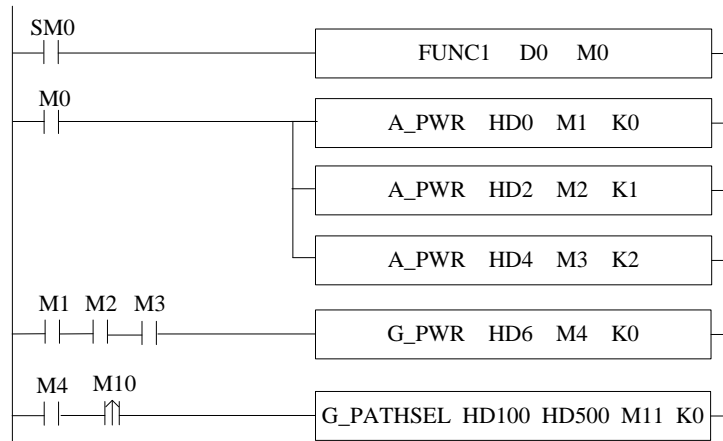 SM0
FUNC1 D0 M0
M0
A_PWR HD0 M1 K0
A_PWR HD2 M2 K1
A_PWR HD4 M3 K2
M1 M2 M3
G_PWR HD6 M4 K0
M4 M10
G_PATHSEL HD100 HD500 M11 K0